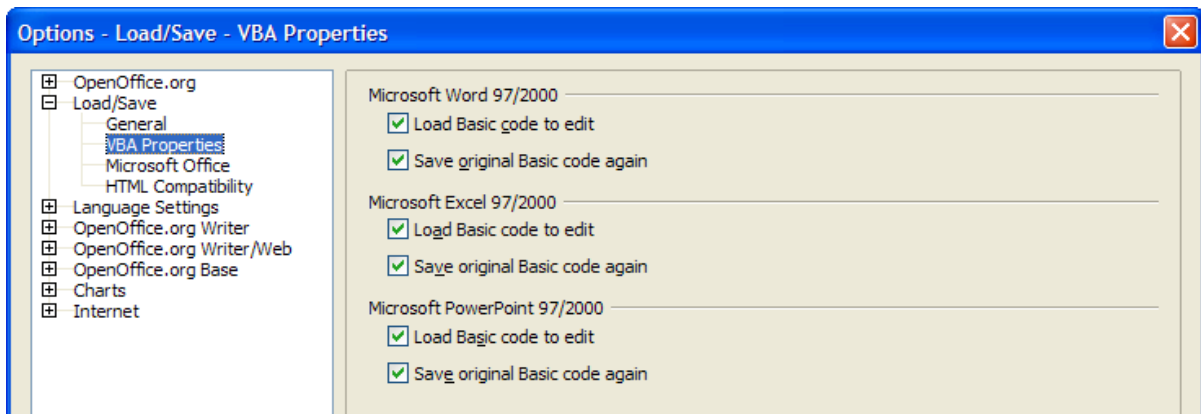 Options - Load/Save - VBA Properties
OpenOffice.org
Load/Save
General
VBA Properties
Microsoft Office
HTML Compatibility
Language Settings
OpenOffice.org Writer
OpenOffice.org Writer/Web
OpenOffice.org Base
Charts
Internet
Microsoft Word 97/2000
Load Basic code to edit
Save original Basic code again
Microsoft Excel 97/2000
Load Basic code to edit
Save original Basic code again
Microsoft PowerPoint 97/2000
Load Basic code to edit
Save original Basic code again